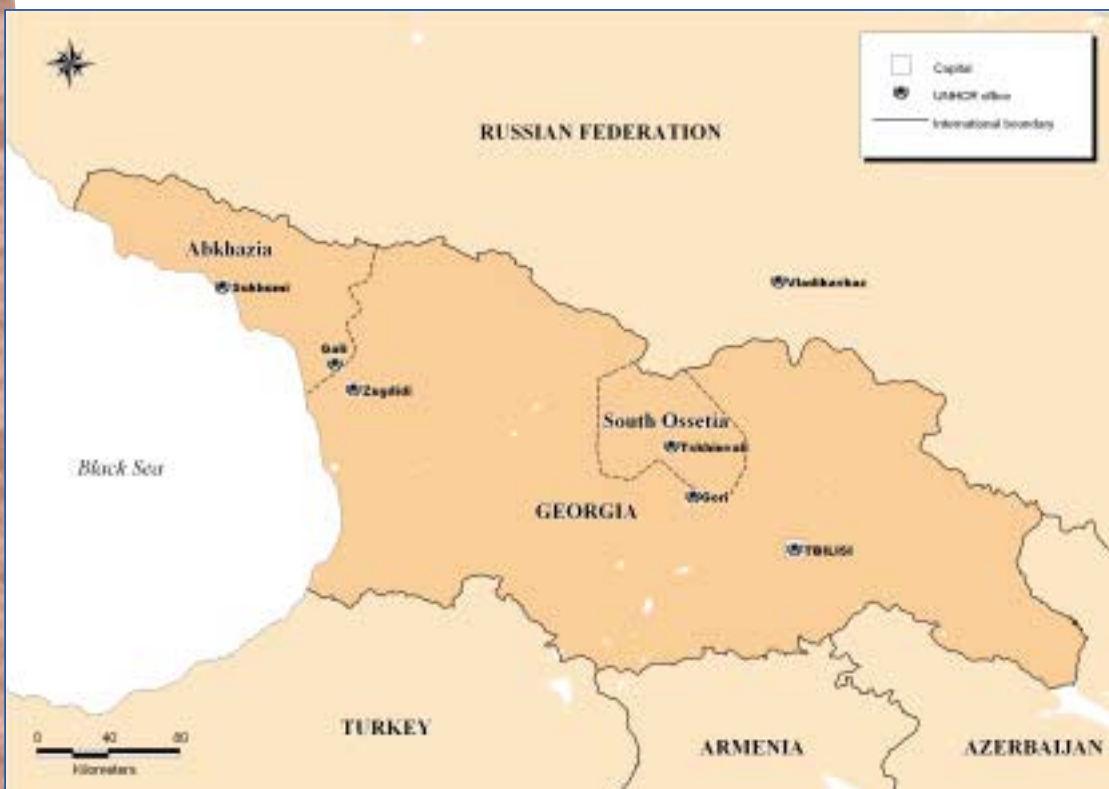 Capital
UNHCR office
International boundary
RUSSIAN FEDERATION
Abkhazia
Sukhumi
Vladikavkaz
Gali
Zugdidi
South Ossetia
Tskhinvali
Black Sea
Gori
GEORGIA
TBILISI
TURKEY
ARMENIA
AZERBAIJAN
0 40 80
Kilometers